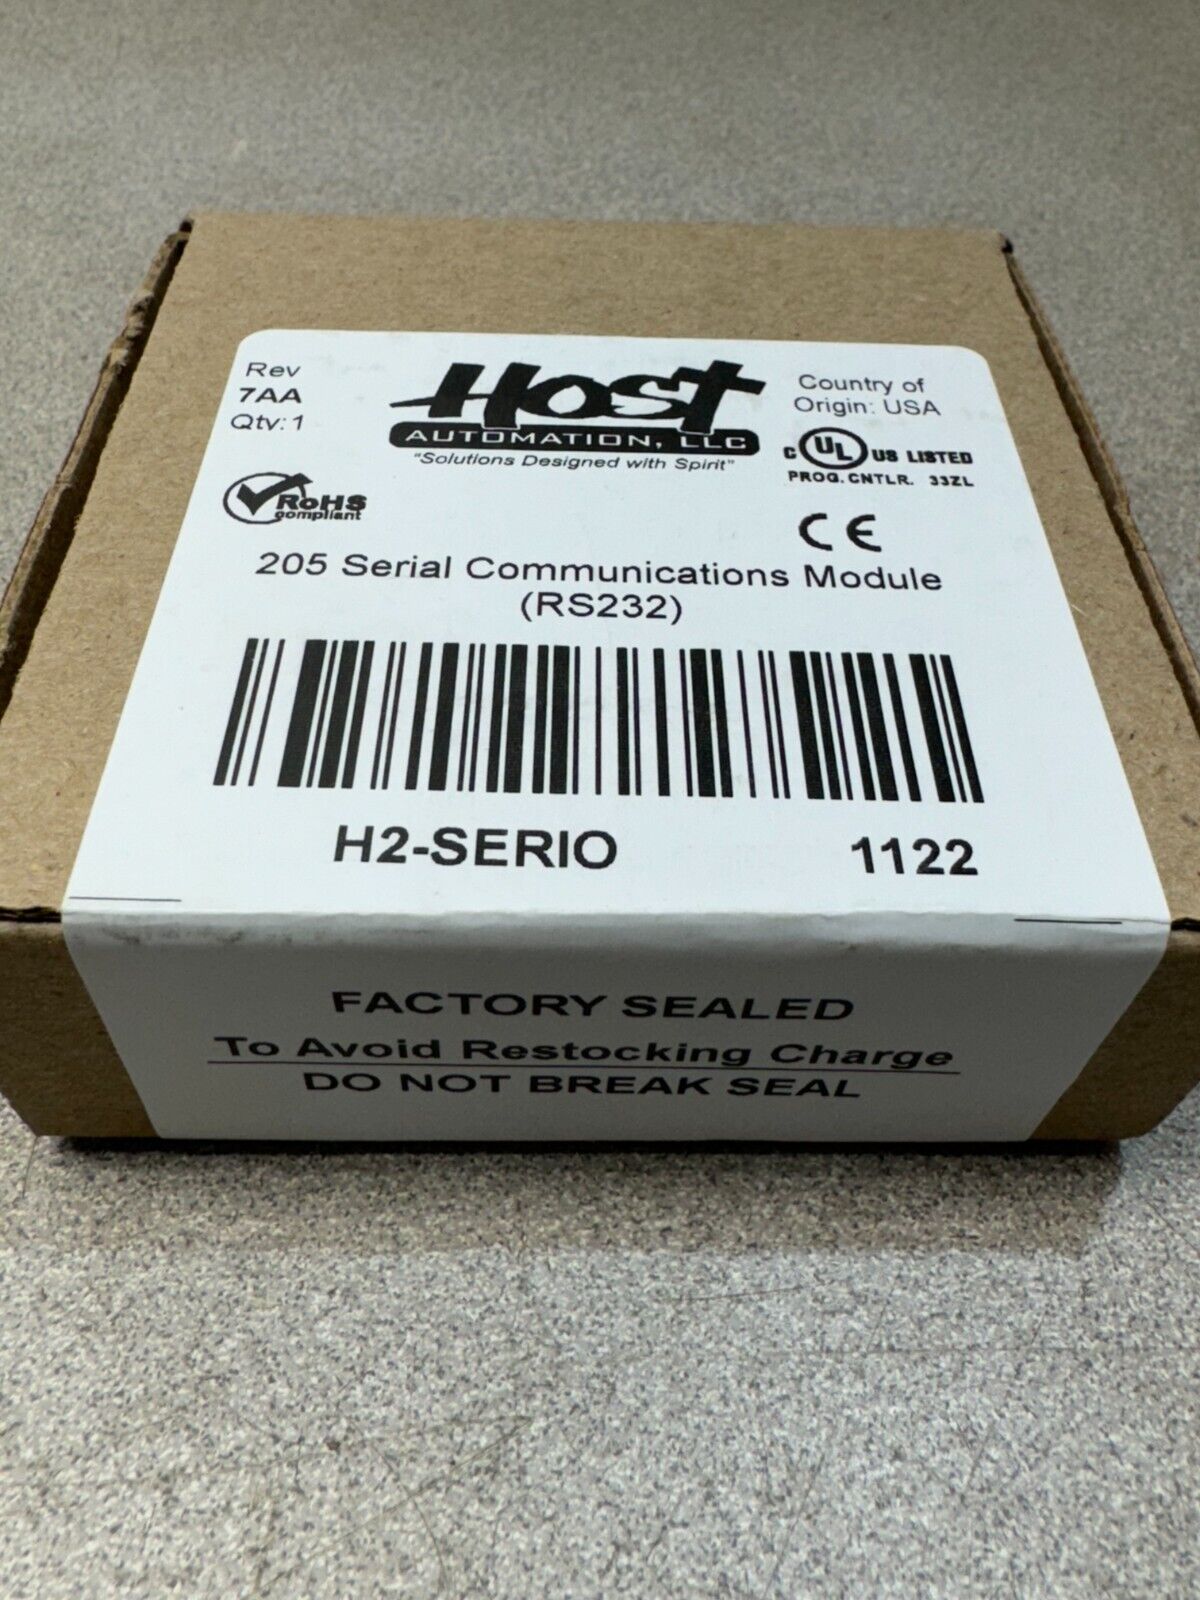 Rev
7AA
Qty: 1
HOST
AUTOMATION, LLC
"Solutions Designed with Spirit"
Country of
Origin: USA
C UL US LISTED
PROG. CNTLR. 33ZL
RoHS
compliant
CE
205 Serial Communications Module
(RS232)
H2-SERIO 1122
FACTORY SEALED
To Avoid Restocking Charge
DO NOT BREAK SEAL